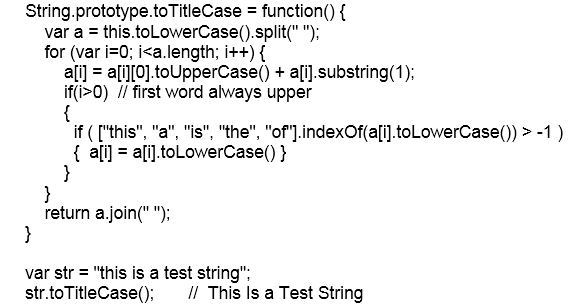 String.prototype.toTitleCase = function() {
var a = this.toLowerCase().split(" ");
for (var i=0; i<a.length; i++) {
a[i] = a[i][0].toUpperCase() + a[i].substring(1);
if(i>0)  // first word always upper
{
if ( ["this", "a", "is", "the", "of"].indexOf(a[i].toLowerCase()) > -1 )
{  a[i] = a[i].toLowerCase() }
}
}
return a.join(" ");
}
var str = "this is a test string";
str.toTitleCase();       //  This Is a Test String